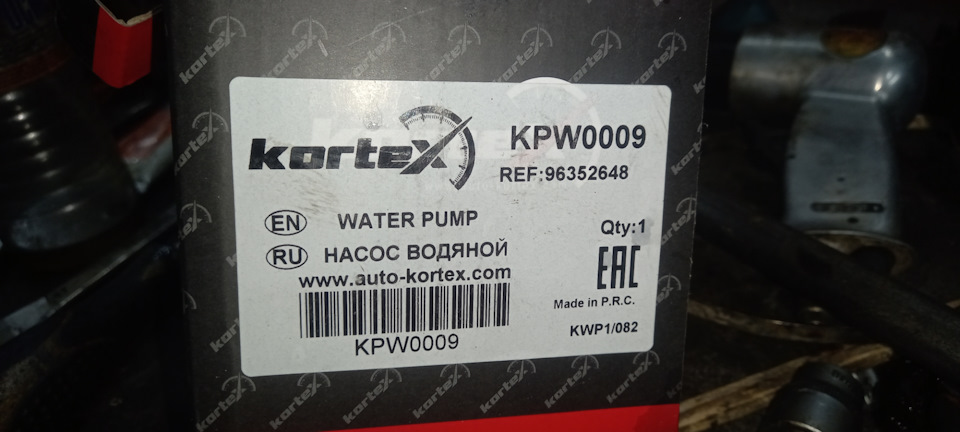 kortex
KPW0009
REF:96352648
EN WATER PUMP
Qty:1
RU НАСОС ВОДЯНОЙ
www.auto-kortex.com
EAC
Made in P.R.C.
KWP1/082
KPW0009